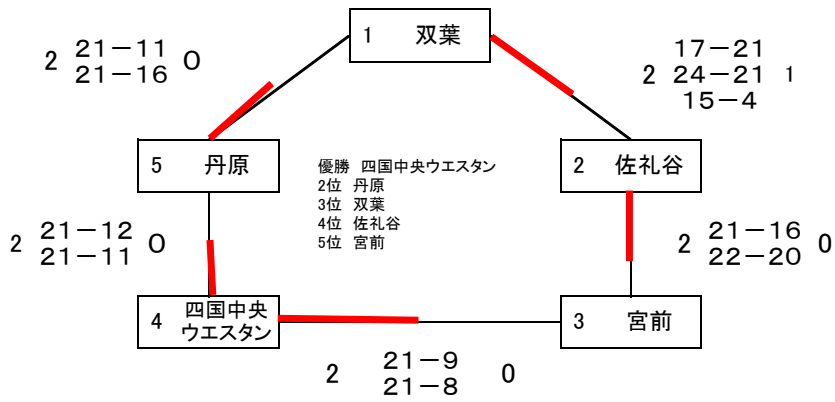 1 双葉
2 21－11 0
21－16
17－21
2 24－21 1
15－4
5 丹原
2 佐礼谷
優勝 四国中央ウエスタン
2位 丹原
3位 双葉
4位 佐礼谷
5位 宮前
2 21－12 0
21－11
2 21－16 0
22－20
4 四国中央
ウエスタン
3 宮前
2 21－9 0
21－8